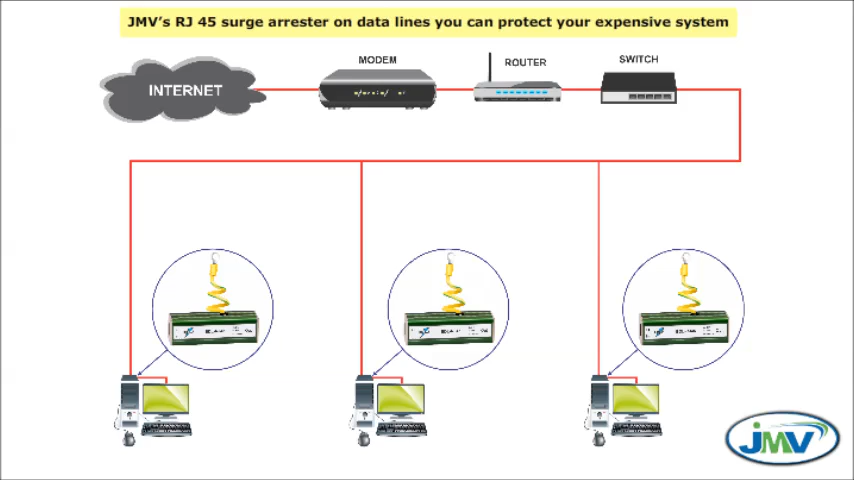 JMV's RJ 45 surge arrester on data lines you can protect your expensive system
MODEM
ROUTER
SWITCH
INTERNET
JMV